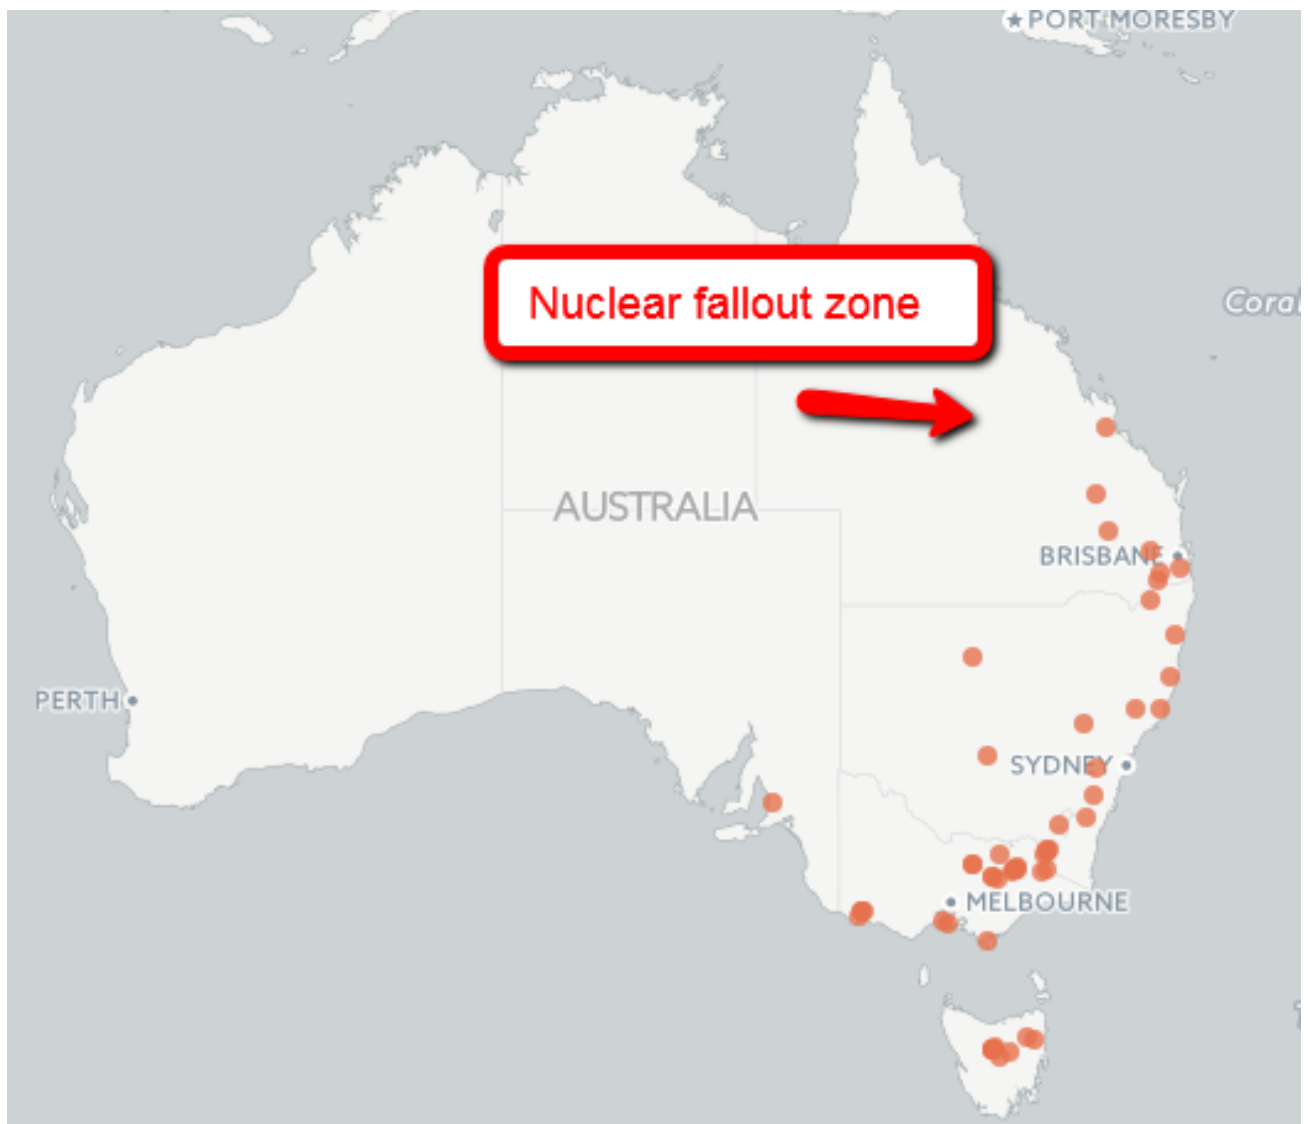 PORT MORESBY
Nuclear fallout zone
Coral
AUSTRALIA
BRISBANE
PERTH
SYDNEY
MELBOURNE